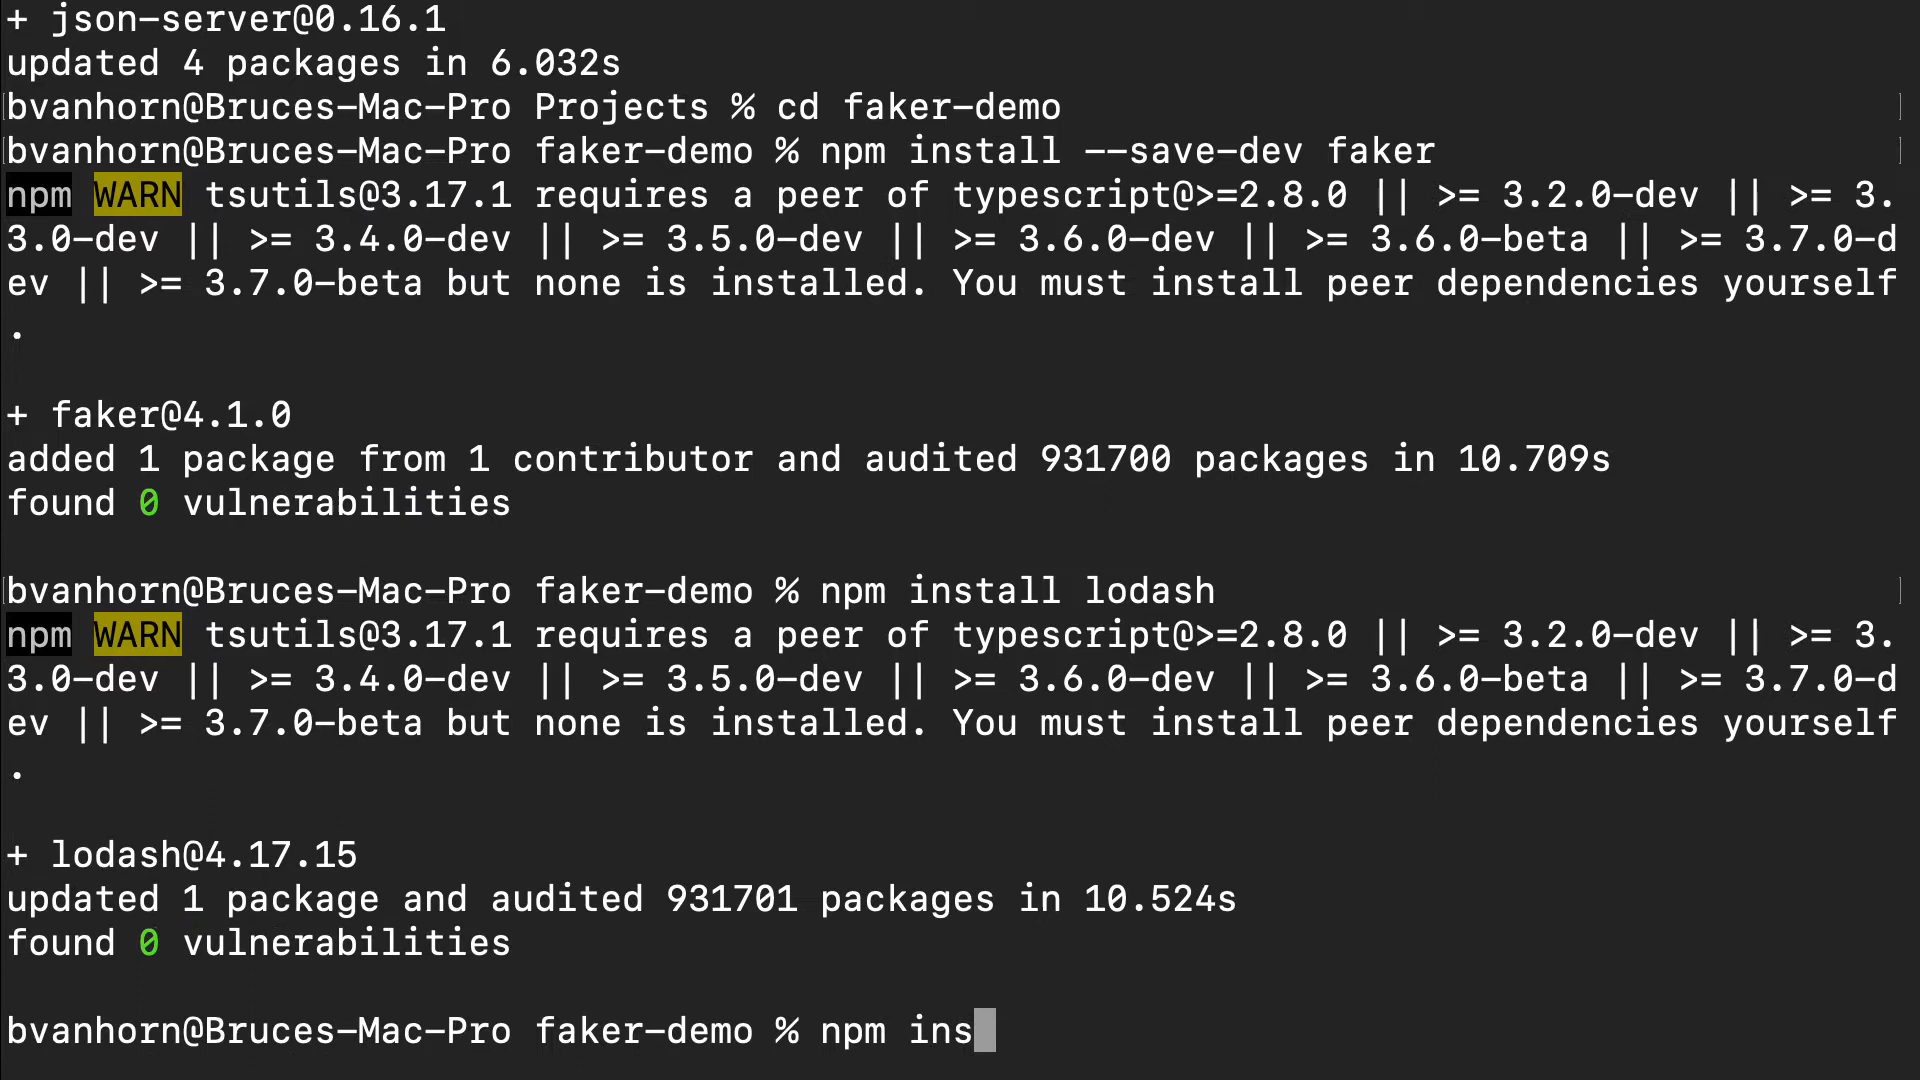 + json-server@0.16.1
updated 4 packages in 6.032s
bvanhorn@Bruces-Mac-Pro Projects % cd faker-demo
bvanhorn@Bruces-Mac-Pro faker-demo % npm install --save-dev faker
npm WARN tsutils@3.17.1 requires a peer of typescript@>=2.8.0 || >= 3.2.0-dev || >= 3.
3.0-dev || >= 3.4.0-dev || >= 3.5.0-dev || >= 3.6.0-dev || >= 3.6.0-beta || >= 3.7.0-d
ev || >= 3.7.0-beta but none is installed. You must install peer dependencies yourself
.
+ faker@4.1.0
added 1 package from 1 contributor and audited 931700 packages in 10.709s
found 0 vulnerabilities
bvanhorn@Bruces-Mac-Pro faker-demo % npm install lodash
npm WARN tsutils@3.17.1 requires a peer of typescript@>=2.8.0 || >= 3.2.0-dev || >= 3.
3.0-dev || >= 3.4.0-dev || >= 3.5.0-dev || >= 3.6.0-dev || >= 3.6.0-beta || >= 3.7.0-d
ev || >= 3.7.0-beta but none is installed. You must install peer dependencies yourself
.
+ lodash@4.17.15
updated 1 package and audited 931701 packages in 10.524s
found 0 vulnerabilities
bvanhorn@Bruces-Mac-Pro faker-demo % npm ins